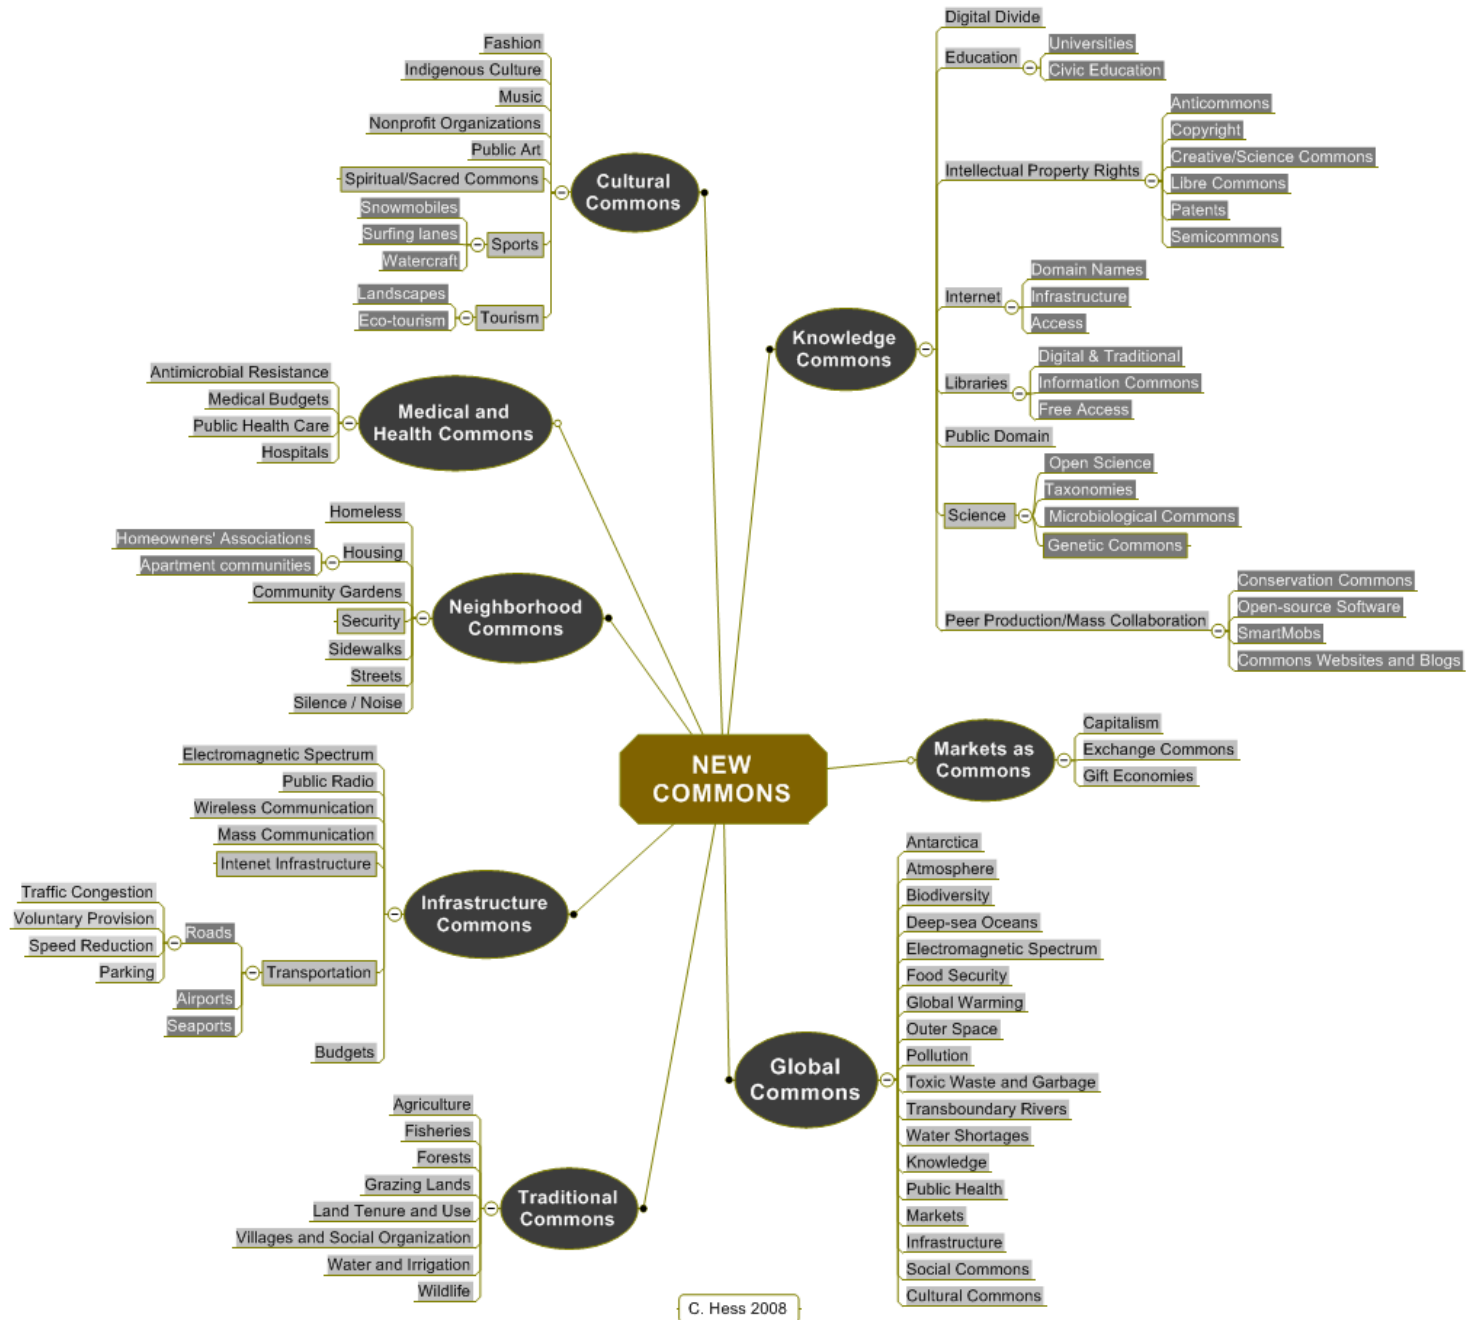 NEW
COMMONS
Cultural
Commons
Fashion
Indigenous Culture
Music
Nonprofit Organizations
Public Art
Spiritual/Sacred Commons
Sports
Snowmobiles
Surfing lanes
Watercraft
Tourism
Landscapes
Eco-tourism
Medical and
Health Commons
Antimicrobial Resistance
Medical Budgets
Public Health Care
Hospitals
Neighborhood
Commons
Homeless
Housing
Homeowners' Associations
Apartment communities
Community Gardens
Security
Sidewalks
Streets
Silence / Noise
Infrastructure
Commons
Electromagnetic Spectrum
Public Radio
Wireless Communication
Mass Communication
Intenet Infrastructure
Transportation
Roads
Traffic Congestion
Voluntary Provision
Speed Reduction
Parking
Airports
Seaports
Budgets
Traditional
Commons
Agriculture
Fisheries
Forests
Grazing Lands
Land Tenure and Use
Villages and Social Organization
Water and Irrigation
Wildlife
Knowledge
Commons
Digital Divide
Education
Universities
Civic Education
Intellectual Property Rights
Anticommons
Copyright
Creative/Science Commons
Libre Commons
Patents
Semicommons
Internet
Domain Names
Infrastructure
Access
Libraries
Digital & Traditional
Information Commons
Free Access
Public Domain
Science
Open Science
Taxonomies
Microbiological Commons
Genetic Commons
Peer Production/Mass Collaboration
Conservation Commons
Open-source Software
SmartMobs
Commons Websites and Blogs
Markets as
Commons
Capitalism
Exchange Commons
Gift Economies
Global
Commons
Antarctica
Atmosphere
Biodiversity
Deep-sea Oceans
Electromagnetic Spectrum
Food Security
Global Warming
Outer Space
Pollution
Toxic Waste and Garbage
Transboundary Rivers
Water Shortages
Knowledge
Public Health
Markets
Infrastructure
Social Commons
Cultural Commons
C. Hess 2008